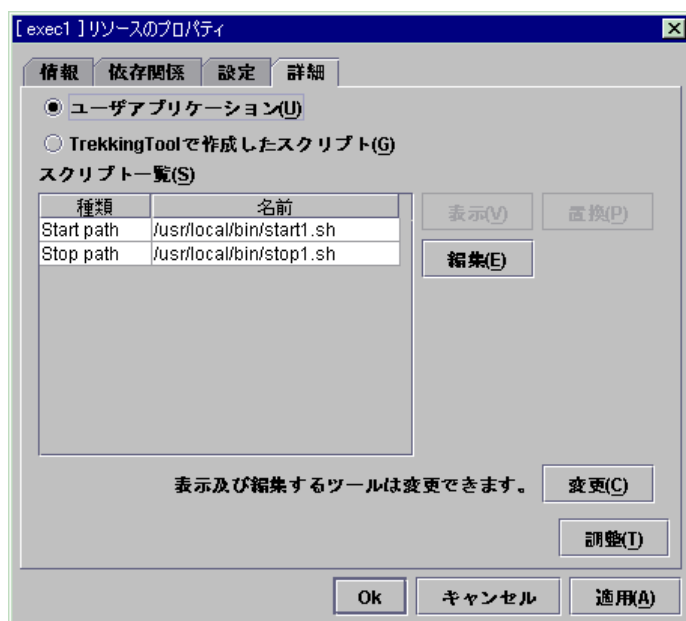 [ exec1 ]リソースのプロパティ
情報 依存関係 設定 詳細
ユーザアプリケーション(U)
TrekkingToolで作成したスクリプト(G)
スクリプト一覧(S)
種類 名前
表示(V) 置換(P)
Start path /usr/local/bin/start1.sh
Stop path /usr/local/bin/stop1.sh
編集(E)
表示及び編集するツールは変更できます。 変更(C)
調整(T)
Ok キャンセル 適用(A)